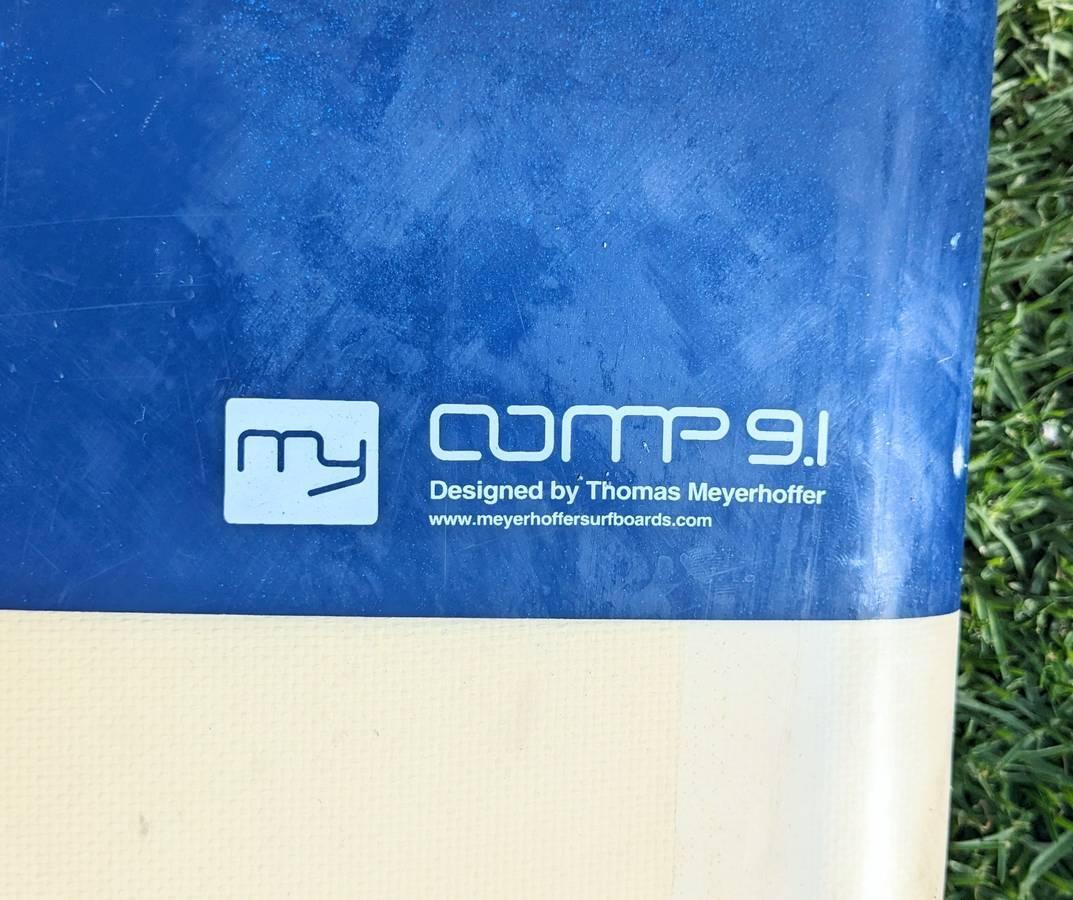 my
comp 9.1
Designed by Thomas Meyerhoffer
www.meyerhoffersurfboards.com